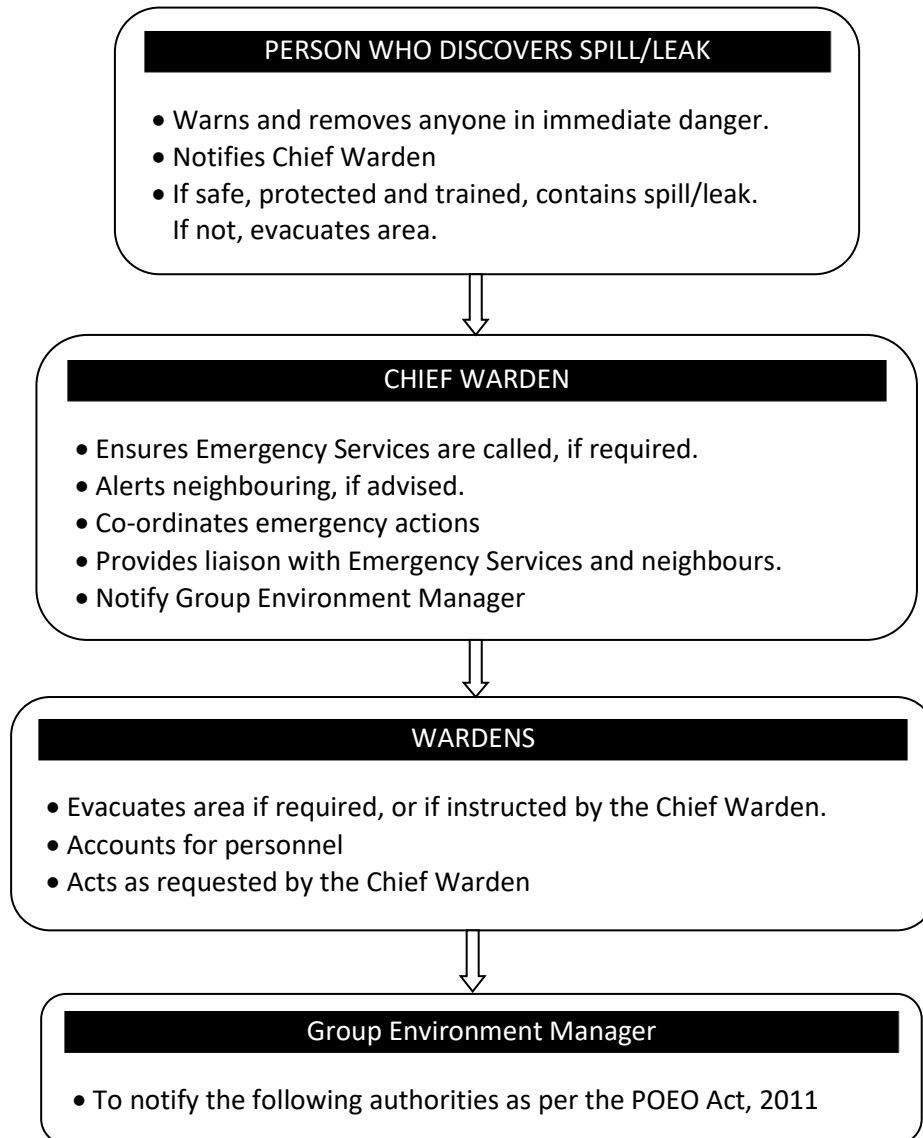 PERSON WHO DISCOVERS SPILL/LEAK
• Warns and removes anyone in immediate danger.
• Notifies Chief Warden
• If safe, protected and trained, contains spill/leak.
If not, evacuates area.
CHIEF WARDEN
• Ensures Emergency Services are called, if required.
• Alerts neighbouring, if advised.
• Co-ordinates emergency actions
• Provides liaison with Emergency Services and neighbours.
• Notify Group Environment Manager
WARDENS
• Evacuates area if required, or if instructed by the Chief Warden.
• Accounts for personnel
• Acts as requested by the Chief Warden
Group Environment Manager
• To notify the following authorities as per the POEO Act, 2011